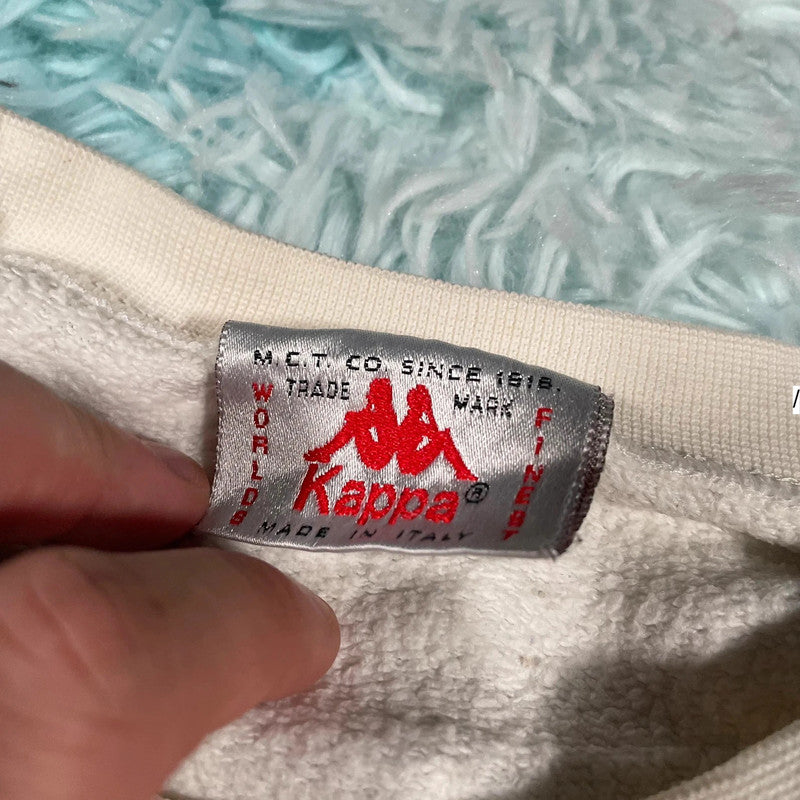 M.C.T. CO. SINCE 1916.
TRADE MARK
WORLDS FINEST
Kappa®
MADE IN ITALY